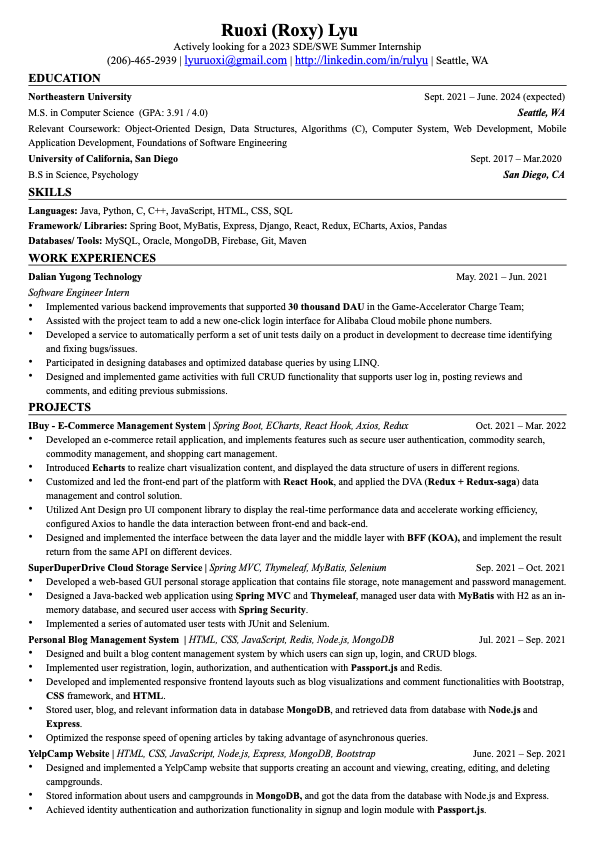 Ruoxi (Roxy) Lyu
Actively looking for a 2023 SDE/SWE Summer Internship
(206)-465-2939 | lyuruoxi@gmail.com | http://linkedin.com/in/rulyu | Seattle, WA
EDUCATION
Northeastern University Sept. 2021 – June. 2024 (expected)
M.S. in Computer Science (GPA: 3.91 / 4.0) Seattle, WA
Relevant Coursework: Object-Oriented Design, Data Structures, Algorithms (C), Computer System, Web Development, Mobile
Application Development, Foundations of Software Engineering
University of California, San Diego Sept. 2017 – Mar.2020
B.S in Science, Psychology San Diego, CA
SKILLS
Languages: Java, Python, C, C++, JavaScript, HTML, CSS, SQL
Framework/ Libraries: Spring Boot, MyBatis, Express, Django, React, Redux, ECharts, Axios, Pandas
Databases/ Tools: MySQL, Oracle, MongoDB, Firebase, Git, Maven
WORK EXPERIENCES
Dalian Yugong Technology May. 2021 – Jun. 2021
Software Engineer Intern
• Implemented various backend improvements that supported 30 thousand DAU in the Game-Accelerator Charge Team;
• Assisted with the project team to add a new one-click login interface for Alibaba Cloud mobile phone numbers.
• Developed a service to automatically perform a set of unit tests daily on a product in development to decrease time identifying
and fixing bugs/issues.
• Participated in designing databases and optimized database queries by using LINQ.
• Designed and implemented game activities with full CRUD functionality that supports user log in, posting reviews and
comments, and editing previous submissions.
PROJECTS
IBuy - E-Commerce Management System | Spring Boot, ECharts, React Hook, Axios, Redux Oct. 2021 – Mar. 2022
• Developed an e-commerce retail application, and implements features such as secure user authentication, commodity search,
commodity management, and shopping cart management.
• Introduced Echarts to realize chart visualization content, and displayed the data structure of users in different regions.
• Customized and led the front-end part of the platform with React Hook, and applied the DVA (Redux + Redux-saga) data
management and control solution.
• Utilized Ant Design pro UI component library to display the real-time performance data and accelerate working efficiency,
configured Axios to handle the data interaction between front-end and back-end.
• Designed and implemented the interface between the data layer and the middle layer with BFF (KOA), and implement the result
return from the same API on different devices.
SuperDuperDrive Cloud Storage Service | Spring MVC, Thymeleaf, MyBatis, Selenium Sep. 2021 – Oct. 2021
• Developed a web-based GUI personal storage application that contains file storage, note management and password management.
• Designed a Java-backed web application using Spring MVC and Thymeleaf, managed user data with MyBatis with H2 as an in-
memory database, and secured user access with Spring Security.
• Implemented a series of automated user tests with JUnit and Selenium.
Personal Blog Management System | HTML, CSS, JavaScript, Redis, Node.js, MongoDB Jul. 2021 – Sep. 2021
• Designed and built a blog content management system by which users can sign up, login, and CRUD blogs.
• Implemented user registration, login, authorization, and authentication with Passport.js and Redis.
• Developed and implemented responsive frontend layouts such as blog visualizations and comment functionalities with Bootstrap,
CSS framework, and HTML.
• Stored user, blog, and relevant information data in database MongoDB, and retrieved data from database with Node.js and
Express.
• Optimized the response speed of opening articles by taking advantage of asynchronous queries.
YelpCamp Website | HTML, CSS, JavaScript, Node.js, Express, MongoDB, Bootstrap June. 2021 – Sep. 2021
• Designed and implemented a YelpCamp website that supports creating an account and viewing, creating, editing, and deleting
campgrounds.
• Stored information about users and campgrounds in MongoDB, and got the data from the database with Node.js and Express.
• Achieved identity authentication and authorization functionality in signup and login module with Passport.js.